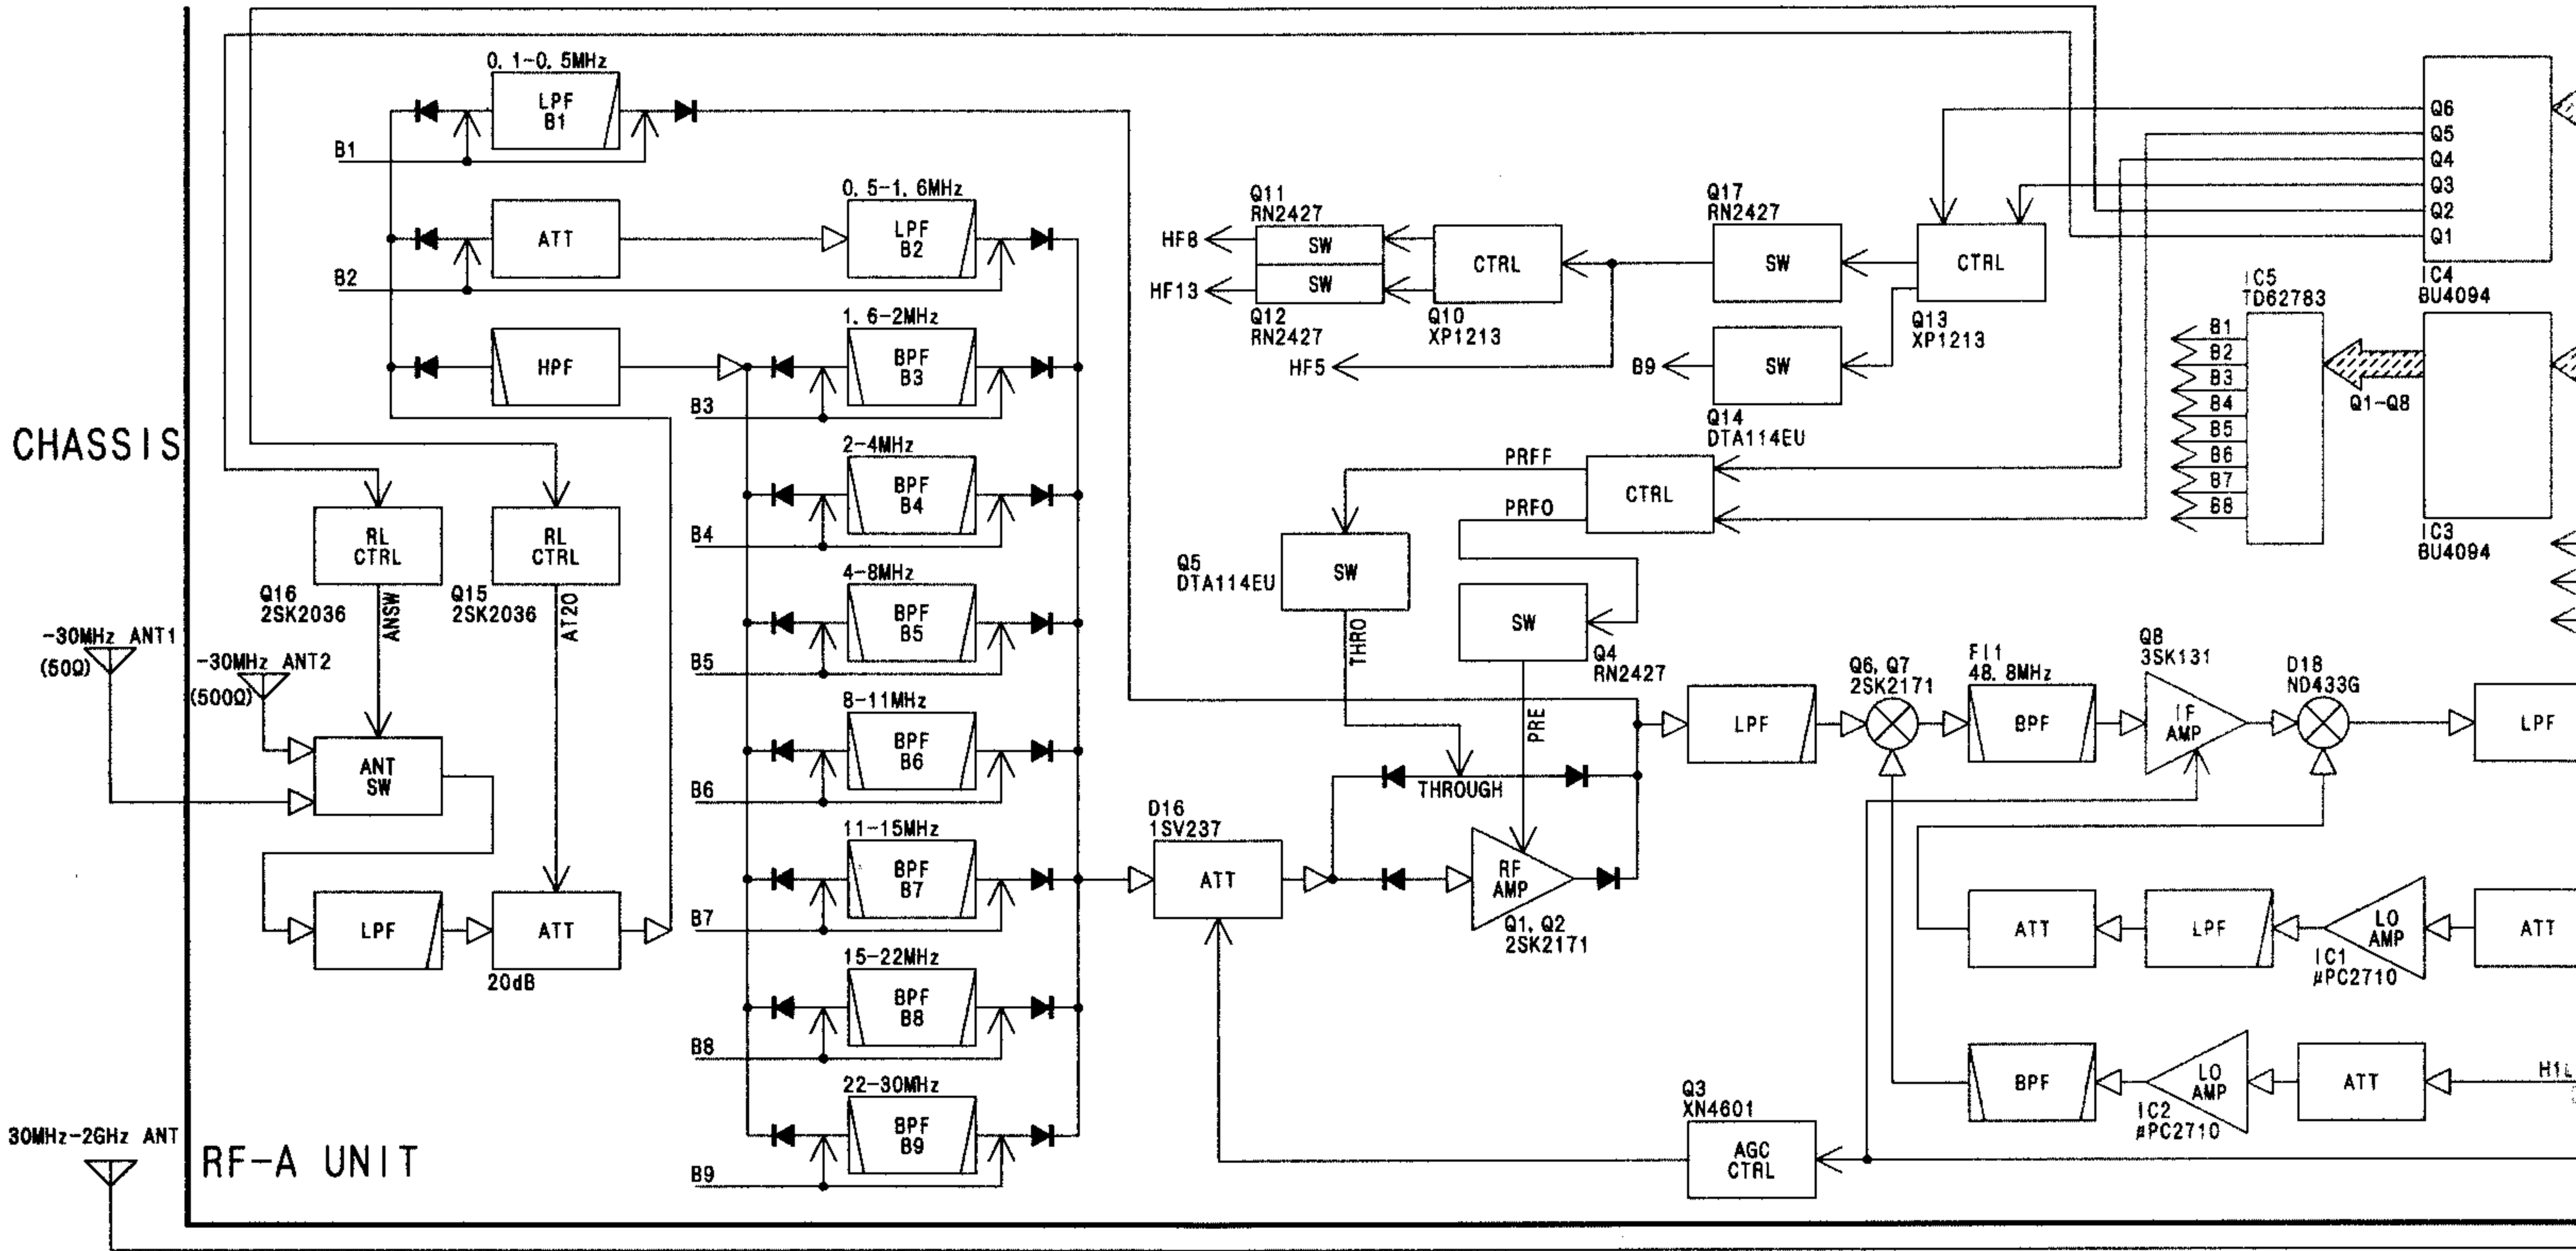 CHASSIS
RF-A UNIT
0.1-0.5MHz
LPF
B1
B1
0.5-1.6MHz
ATT
LPF
B2
B2
1.6-2MHz
HPF
BPF
B3
B3
2-4MHz
BPF
B4
B4
4-8MHz
BPF
B5
B5
8-11MHz
BPF
B6
B6
11-15MHz
BPF
B7
B7
15-22MHz
BPF
B8
B8
22-30MHz
BPF
B9
B9
RL
CTRL
Q16
2SK2036
ANSW
RL
CTRL
Q15
2SK2036
AT20
-30MHz ANT1
(50Ω)
-30MHz ANT2
(500Ω)
ANT
SW
LPF
ATT
20dB
30MHz-2GHz ANT
Q11
RN2427
HF8
SW
HF13
SW
Q12
RN2427
CTRL
Q10
XP1213
HF5
Q17
RN2427
SW
B9
SW
Q14
DTA114EU
CTRL
Q13
XP1213
Q6
Q5
Q4
Q3
Q2
Q1
IC4
BU4094
IC5
TD62783
B1
B2
B3
B4
B5
B6
B7
B8
Q1-Q8
IC3
BU4094
PRFF
PRFO
CTRL
Q5
DTA114EU
SW
THRO
SW
Q4
RN2427
PRE
THROUGH
D16
1SV237
ATT
RF
AMP
Q1, Q2
2SK2171
LPF
Q6, Q7
2SK2171
FI1
48.8MHz
BPF
Q8
3SK131
IF
AMP
D18
ND433G
LPF
ATT
LPF
LO
AMP
IC1
μPC2710
ATT
BPF
LO
AMP
IC2
μPC2710
ATT
Q3
XN4601
AGC
CTRL